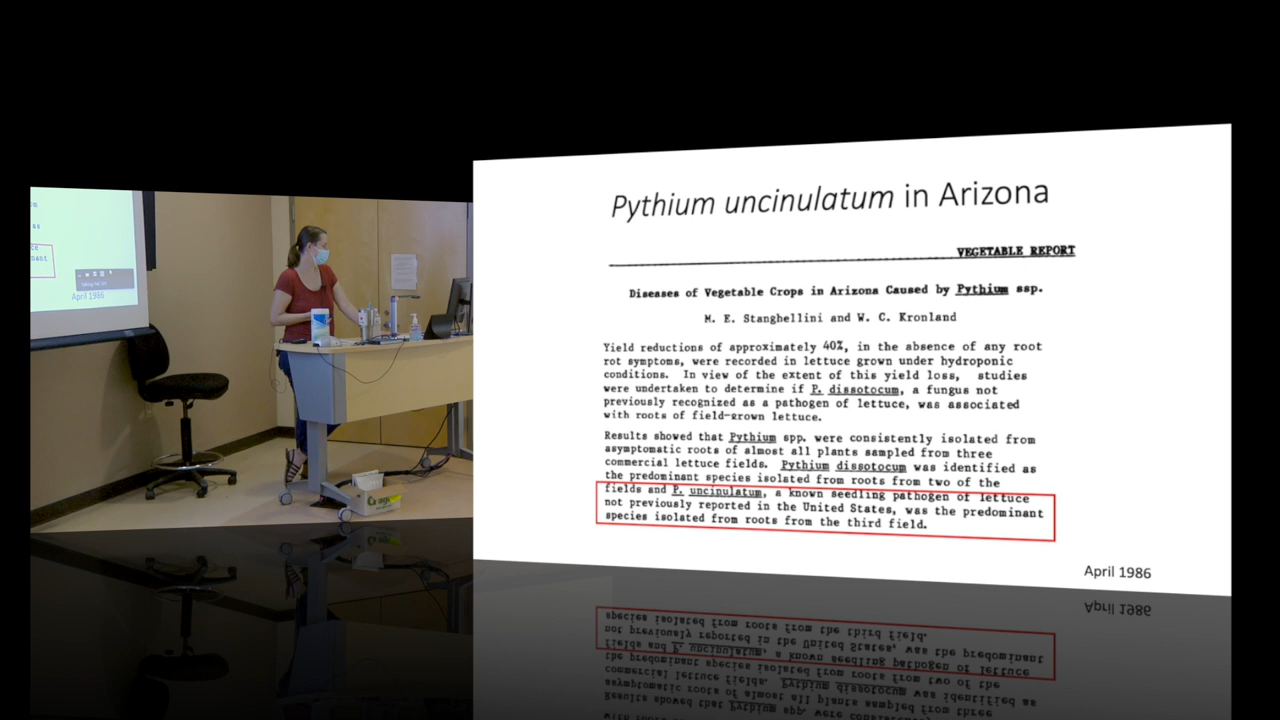 as
ce
nant
April 1986
Pythium uncinulatum in Arizona
VEGETABLE REPORT
Diseases of Vegetable Crops in Arizona Caused by Pythium ssp.
M. E. Stanghellini and W. C. Kronland
Yield reductions of approximately 40%, in the absence of any root
rot symptoms, were recorded in lettuce grown under hydroponic
conditions. In view of the extent of this yield loss, studies
were undertaken to determine if P. dissotocum, a fungus not
previously recognized as a pathogen of lettuce, was associated
with roots of field-grown lettuce.
Results showed that Pythium spp. were consistently isolated from
asymptomatic roots of almost all plants sampled from three
commercial lettuce fields. Pythium dissotocum was identified as
the predominant species isolated from roots from two of the
fields and P. uncinulatum, a known seedling pathogen of lettuce
not previously reported in the United States, was the predominant
species isolated from roots from the third field.
April 1986